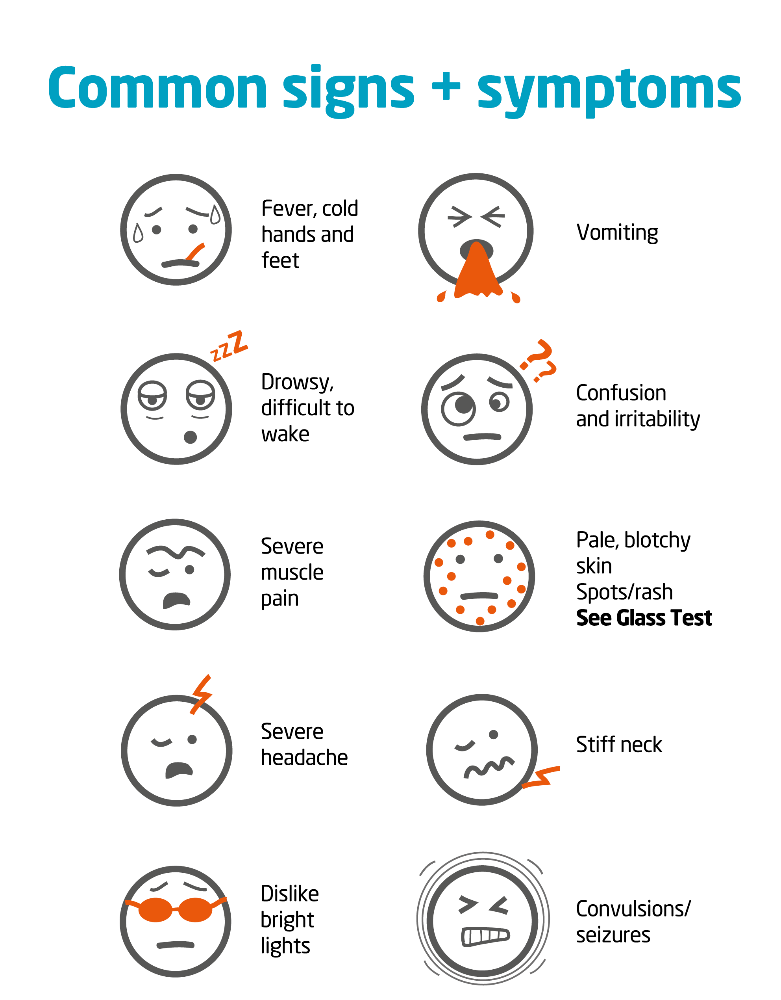 Common signs + symptoms
Fever, cold
hands and
feet
Vomiting
zzZ
Drowsy,
difficult to
wake
??
Confusion
and irritability
Severe
muscle
pain
Pale, blotchy
skin
Spots/rash
See Glass Test
Severe
headache
Stiff neck
Dislike
bright
lights
Convulsions/
seizures